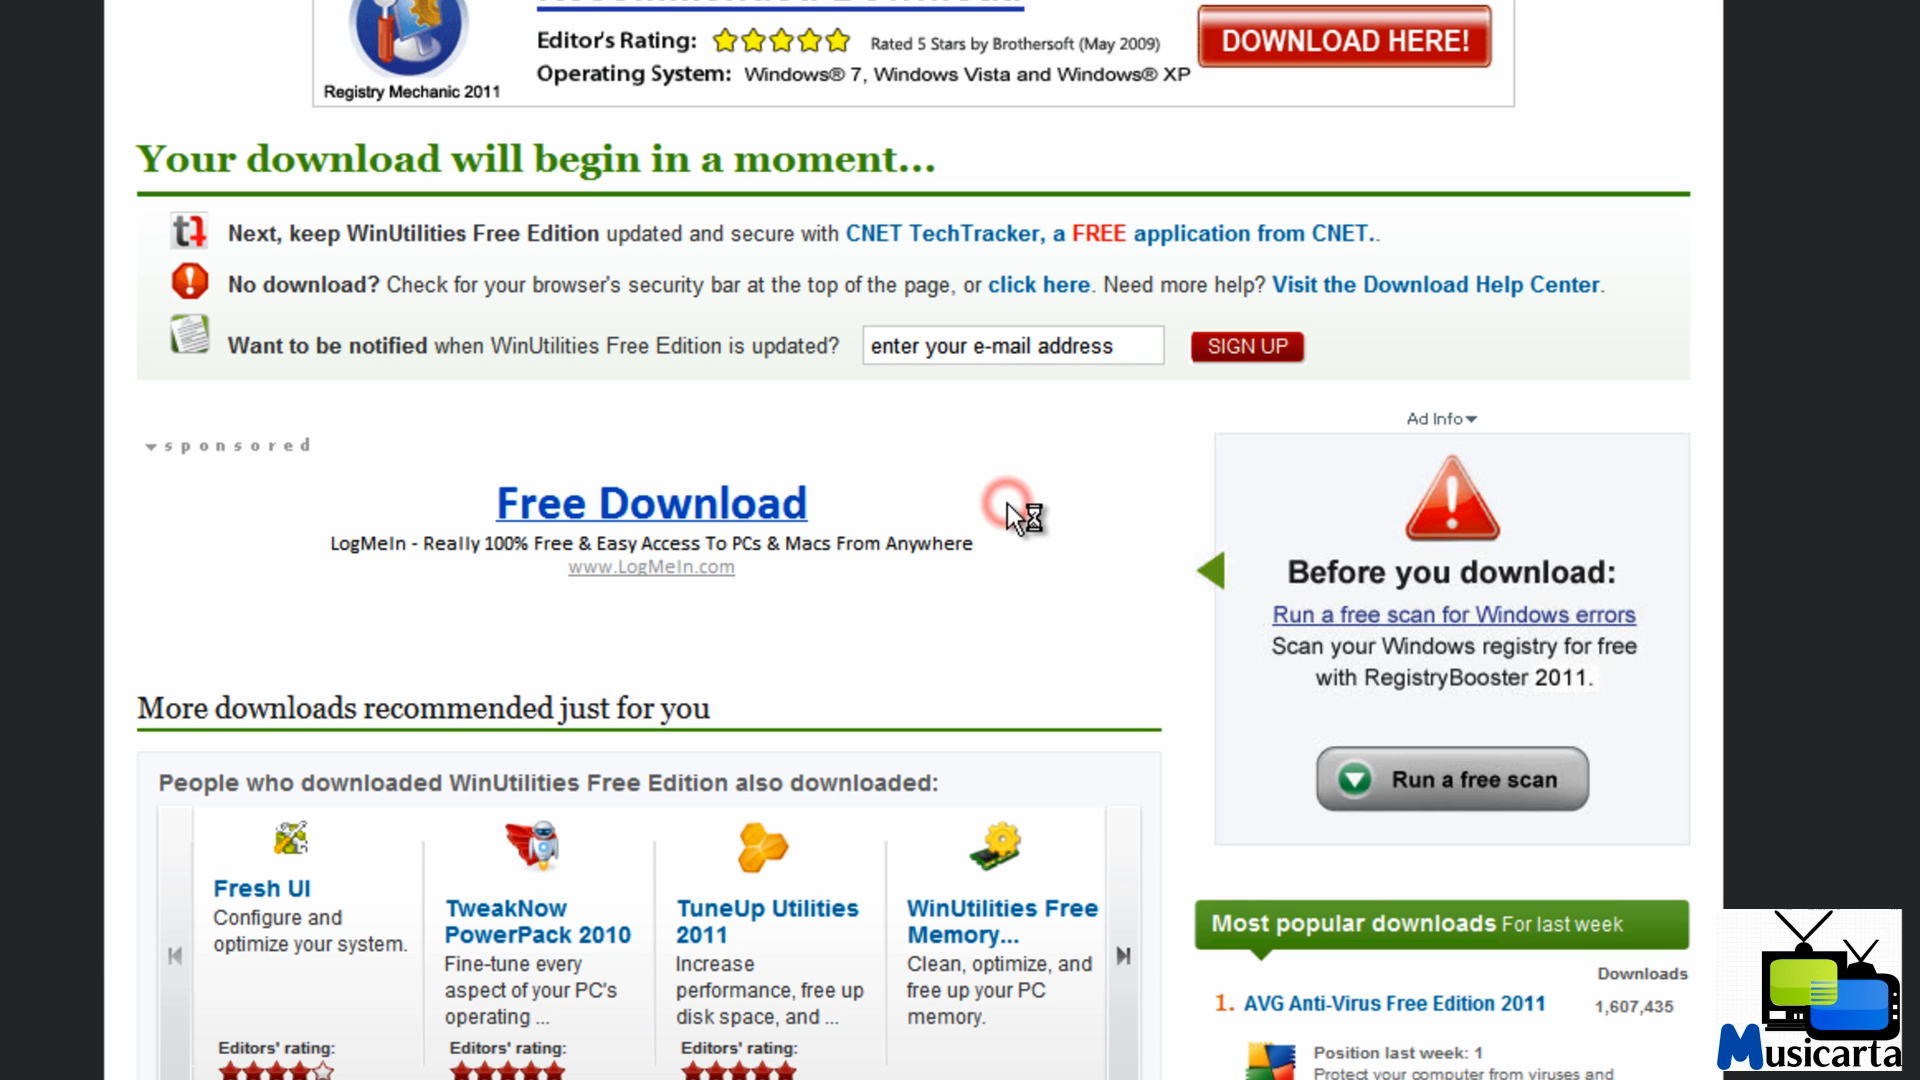 Recommended Download
Editor's Rating: Rated 5 Stars by Brothersoft (May 2009)
DOWNLOAD HERE!
Operating System: Windows® 7, Windows Vista and Windows® XP
Registry Mechanic 2011
Your download will begin in a moment...
Next, keep WinUtilities Free Edition updated and secure with CNET TechTracker, a FREE application from CNET..
No download? Check for your browser's security bar at the top of the page, or click here. Need more help? Visit the Download Help Center.
Want to be notified when WinUtilities Free Edition is updated? enter your e-mail address SIGN UP
Ad Info
sponsored
Free Download
LogMeIn - Really 100% Free & Easy Access To PCs & Macs From Anywhere
www.LogMeIn.com
Before you download:
Run a free scan for Windows errors
Scan your Windows registry for free
with RegistryBooster 2011.
Run a free scan
More downloads recommended just for you
People who downloaded WinUtilities Free Edition also downloaded:
Fresh UI
Configure and
optimize your system.
Editors' rating:
TweakNow
PowerPack 2010
Fine-tune every
aspect of your PC's
operating ...
Editors' rating:
TuneUp Utilities
2011
Increase
performance, free up
disk space, and ...
Editors' rating:
WinUtilities Free
Memory...
Clean, optimize, and
free up your PC
memory.
Most popular downloads For last week
Downloads
1. AVG Anti-Virus Free Edition 2011 1,607,435
Position last week: 1
Protect your computer from viruses and
Musicarta